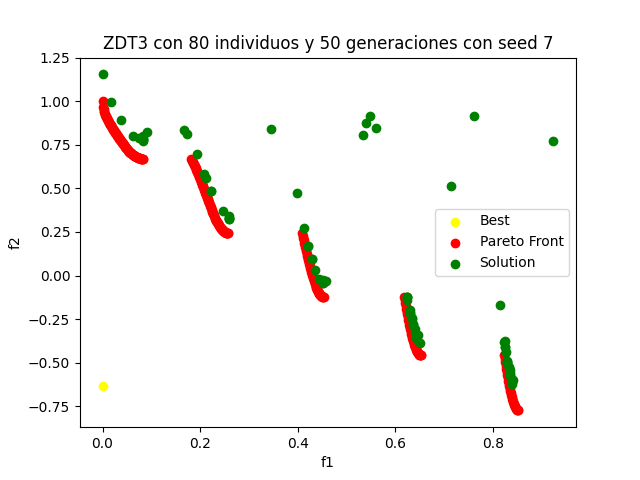 ZDT3 con 80 individuos y 50 generaciones con seed 7
1.25
1.00
0.75
0.50
0.25
0.00
−0.25
−0.50
−0.75
f2
Best
Pareto Front
Solution
0.0 0.2 0.4 0.6 0.8
f1